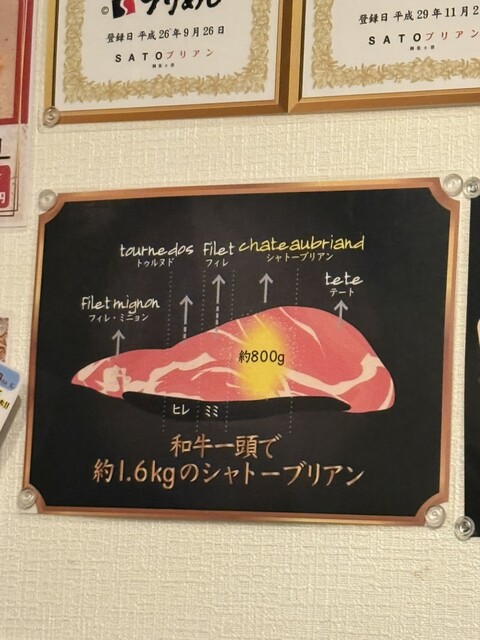 ©
登録日 平成26年9月26日
SATOブリアン
登録日 平成29年11月2
SATOブリアン
円
tournedos
トゥルヌド
filet
フィレ
chateaubriand
シャトーブリアン
filet mignon
フィレ・ミニョン
tete
テート
約800g
ヒレ
ミミ
和牛一頭で
約1.6kgのシャトーブリアン